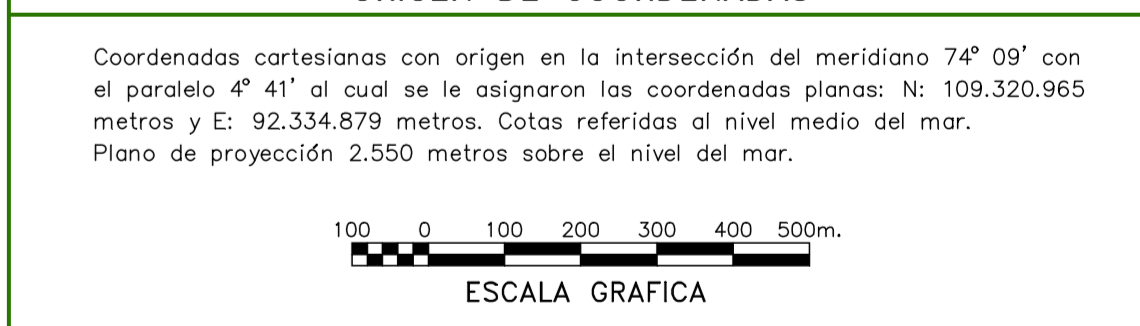 Coordenadas cartesianas con origen en la intersección del meridiano 74° 09' con
el paralelo 4° 41' al cual se le asignaron las coordenadas planas: N: 109.320.965
metros y E: 92.334.879 metros. Cotas referidas al nivel medio del mar.
Plano de proyección 2.550 metros sobre el nivel del mar.
100 0 100 200 300 400 500m.
ESCALA GRAFICA